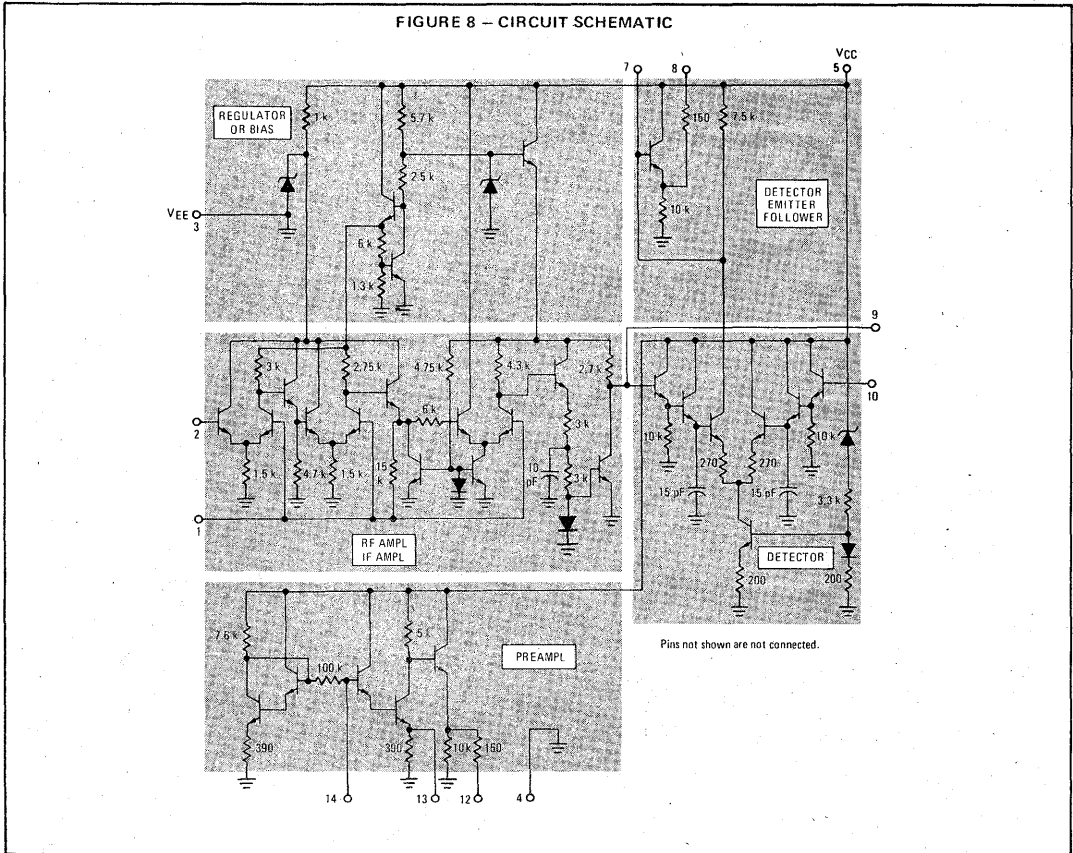 FIGURE 8 – CIRCUIT SCHEMATIC
7
8
VCC
5
REGULATOR
OR BIAS
1 k
5.7 k
150
7.5 k
2.5 k
DETECTOR
EMITTER
FOLLOWER
VEE
3
10 k
6 k
1.3 k
9
3 k
2.75 k
4.75 k
4.3 k
2.7 k
10
2
6 k
3 k
10 k
10 k
1.5 k
4.7 k
1.5 k
15
k
10
pF
3 k
270
270
15 pF
15 pF
3.3 k
1
RF AMPL
IF AMPL
DETECTOR
200
200
7.6 k
5 k
PREAMPL
Pins not shown are not connected.
100 k
390
390
10 k
150
14
13
12
4